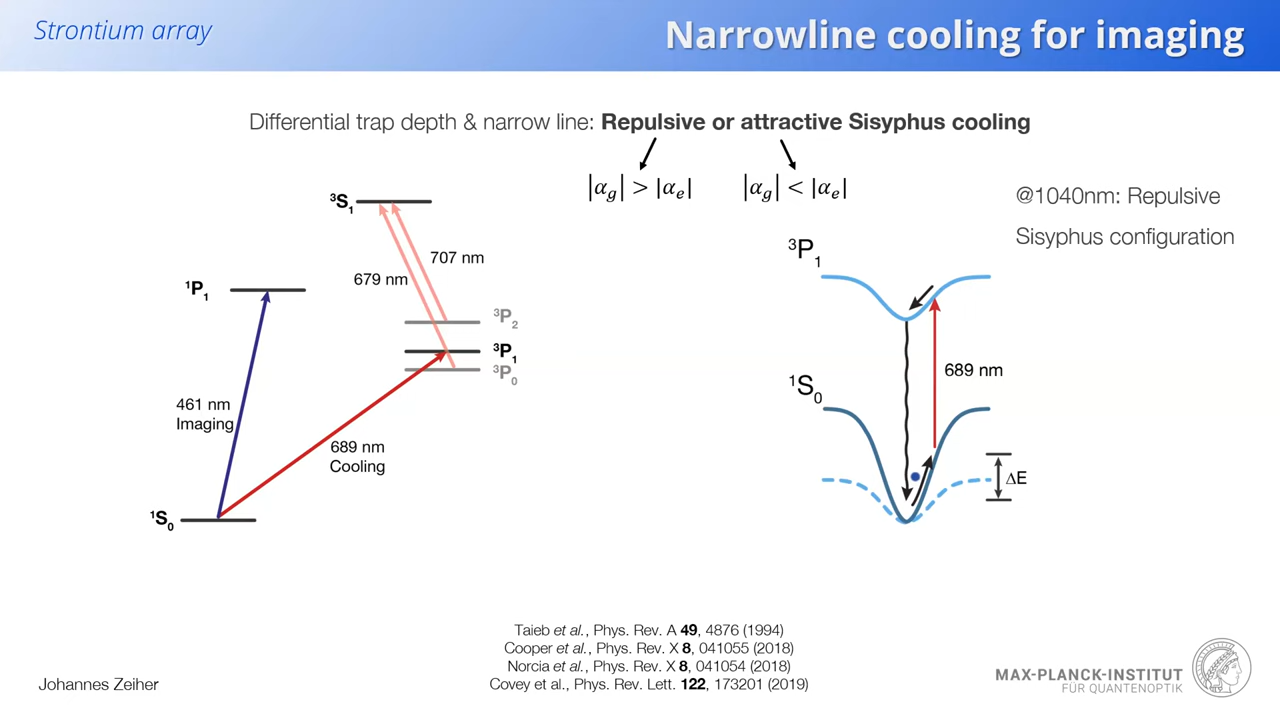 Strontium array
Narrowline cooling for imaging
Differential trap depth & narrow line: Repulsive or attractive Sisyphus cooling
|αg| > |αe|
|αg| < |αe|
@1040nm: Repulsive
Sisyphus configuration
3S1
707 nm
679 nm
1P1
3P2
3P1
3P0
461 nm
Imaging
689 nm
Cooling
1S0
3P1
689 nm
1S0
ΔE
Taieb et al., Phys. Rev. A 49, 4876 (1994)
Cooper et al., Phys. Rev. X 8, 041055 (2018)
Norcia et al., Phys. Rev. X 8, 041054 (2018)
Covey et al., Phys. Rev. Lett. 122, 173201 (2019)
Johannes Zeiher
MAX-PLANCK-INSTITUT
FÜR QUANTENOPTIK